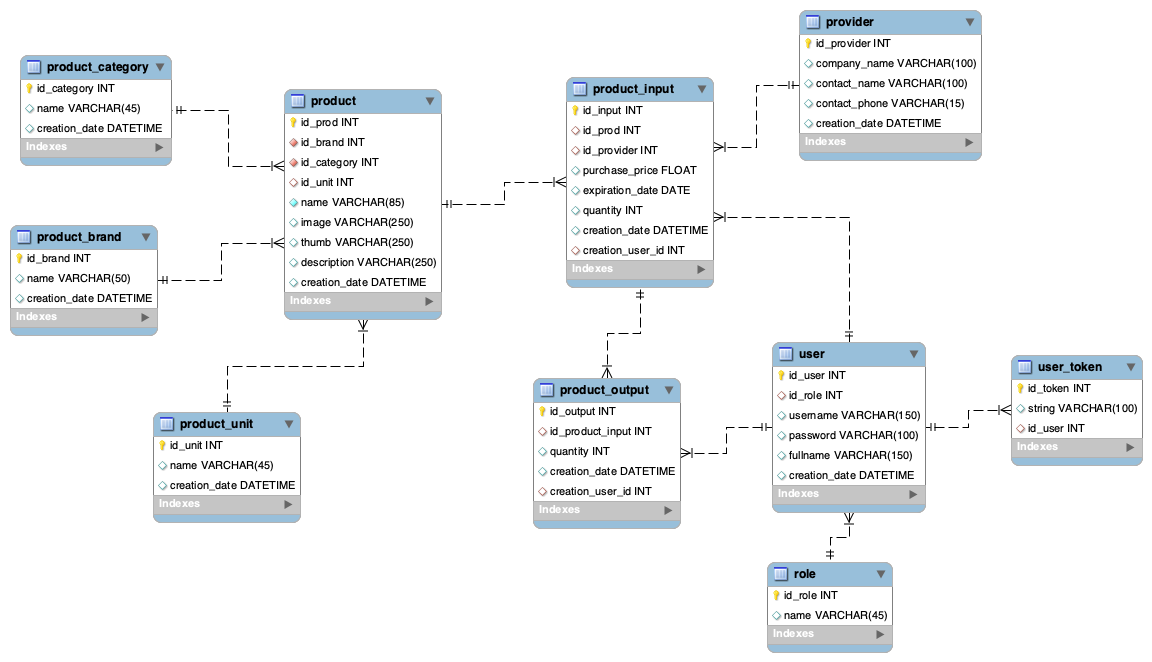 product_category
id_category INT
name VARCHAR(45)
creation_date DATETIME
Indexes
product_brand
id_brand INT
name VARCHAR(50)
creation_date DATETIME
Indexes
product
id_prod INT
id_brand INT
id_category INT
id_unit INT
name VARCHAR(85)
image VARCHAR(250)
thumb VARCHAR(250)
description VARCHAR(250)
creation_date DATETIME
Indexes
product_unit
id_unit INT
name VARCHAR(45)
creation_date DATETIME
Indexes
product_input
id_input INT
id_prod INT
id_provider INT
purchase_price FLOAT
expiration_date DATE
quantity INT
creation_date DATETIME
creation_user_id INT
Indexes
provider
id_provider INT
company_name VARCHAR(100)
contact_name VARCHAR(100)
contact_phone VARCHAR(15)
creation_date DATETIME
Indexes
product_output
id_output INT
id_product_input INT
quantity INT
creation_date DATETIME
creation_user_id INT
Indexes
user
id_user INT
id_role INT
username VARCHAR(150)
password VARCHAR(100)
fullname VARCHAR(150)
creation_date DATETIME
Indexes
user_token
id_token INT
string VARCHAR(100)
id_user INT
Indexes
role
id_role INT
name VARCHAR(45)
Indexes